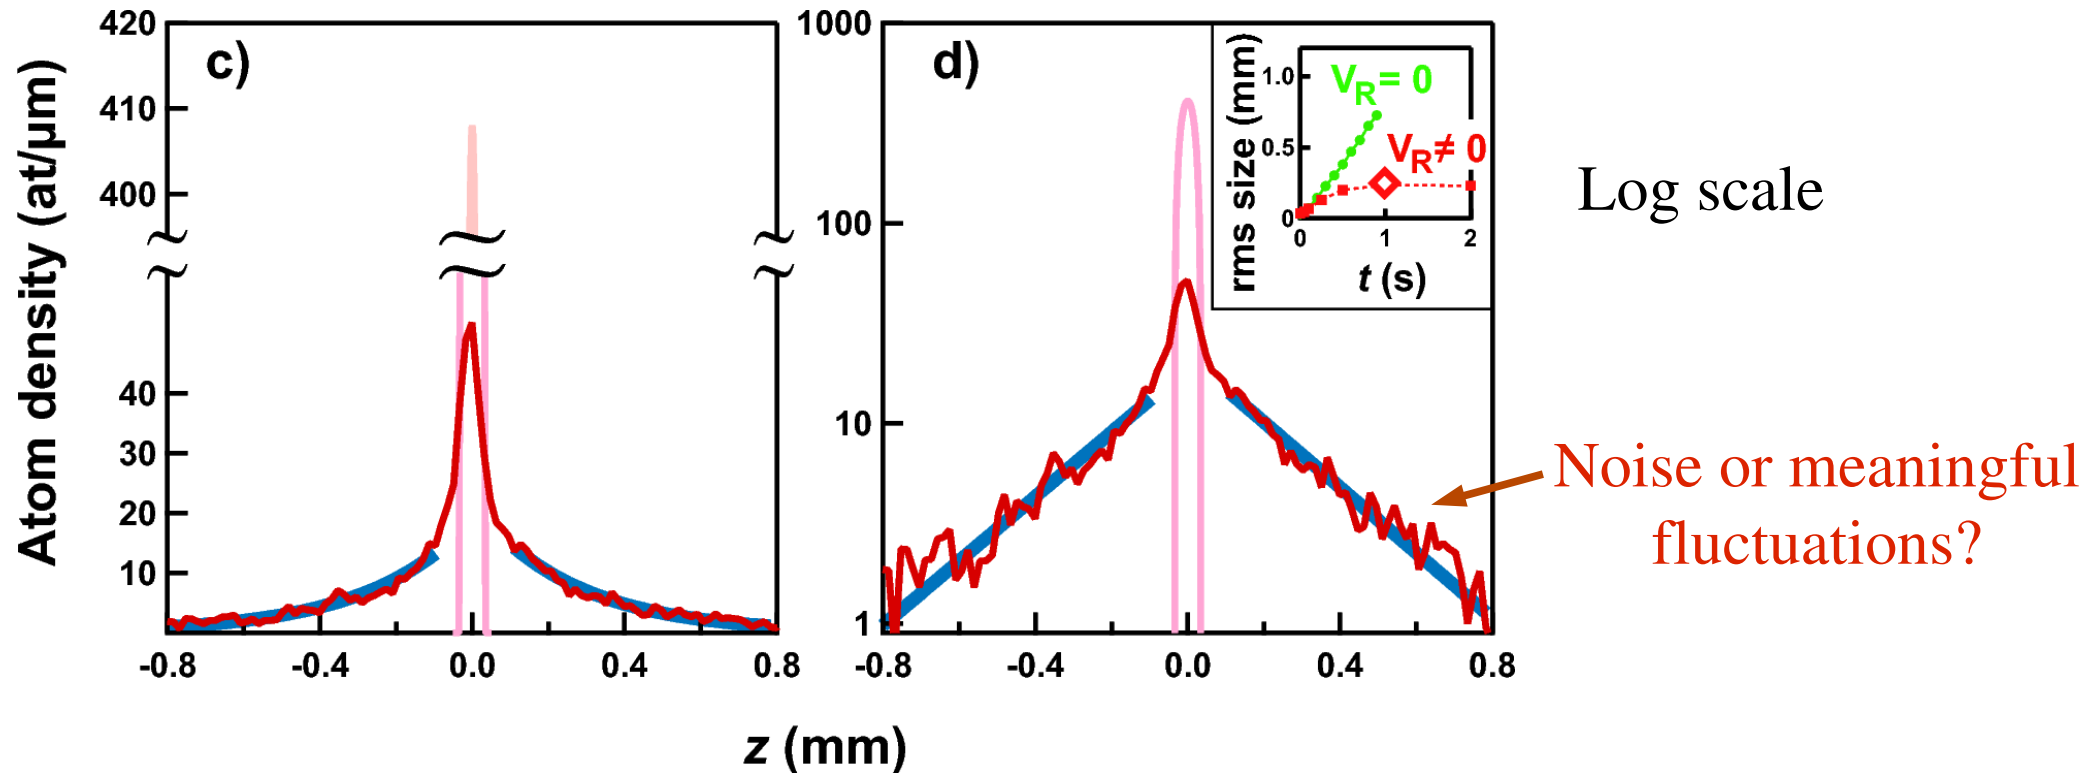 Atom density (at/µm)
420
410
400
40
30
20
10
c)
-0.8
-0.4
0.0
0.4
0.8
z (mm)
1000
100
10
1
d)
-0.8
-0.4
0.0
0.4
0.8
rms size (mm)
1.0
0.5
0
V_R = 0
V_R ≠ 0
0
1
2
t (s)
Log scale
Noise or meaningful
fluctuations?